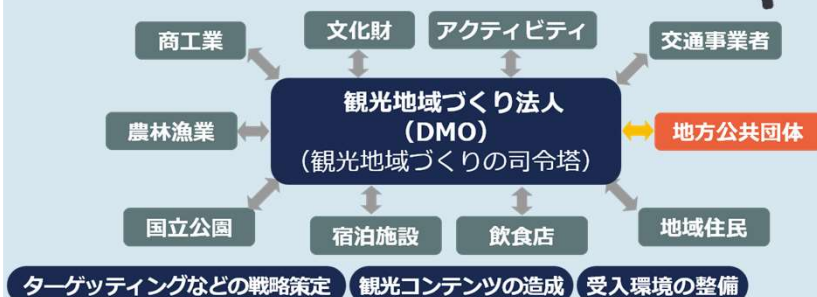 商工業
文化財
アクティビティ
交通事業者
農林漁業
観光地域づくり法人
（DMO）
（観光地域づくりの司令塔）
地方公共団体
国立公園
宿泊施設
飲食店
地域住民
ターゲッティングなどの戦略策定
観光コンテンツの造成
受入環境の整備